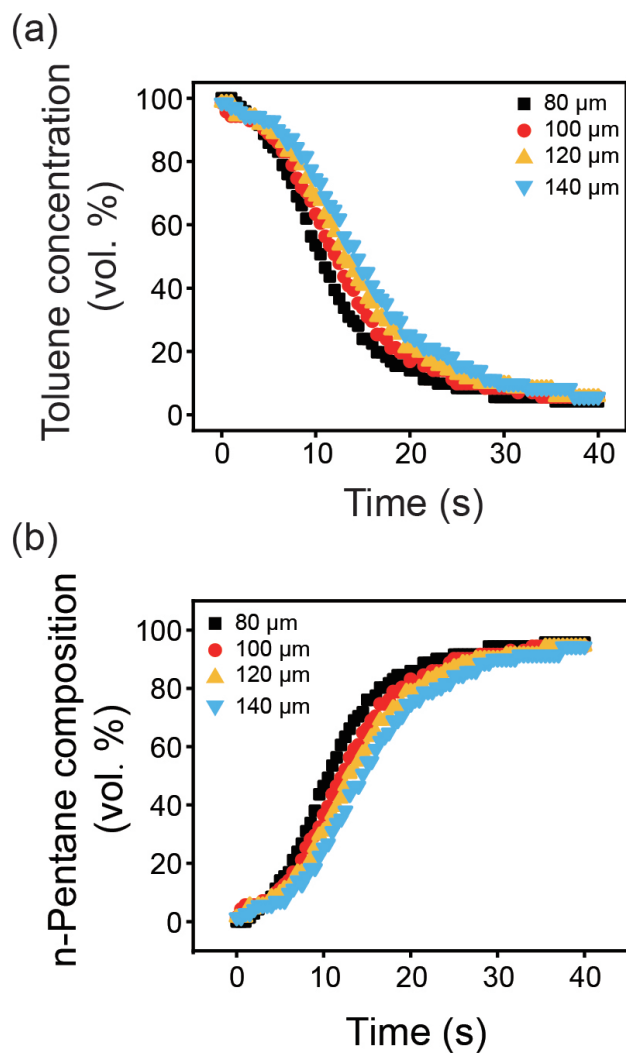 (a)
Toluene concentration
(vol. %)
100
80
60
40
20
0
80 µm
100 µm
120 µm
140 µm
0 10 20 30 40
Time (s)
(b)
n-Pentane composition
(vol. %)
100
80
60
40
20
0
80 µm
100 µm
120 µm
140 µm
0 10 20 30 40
Time (s)